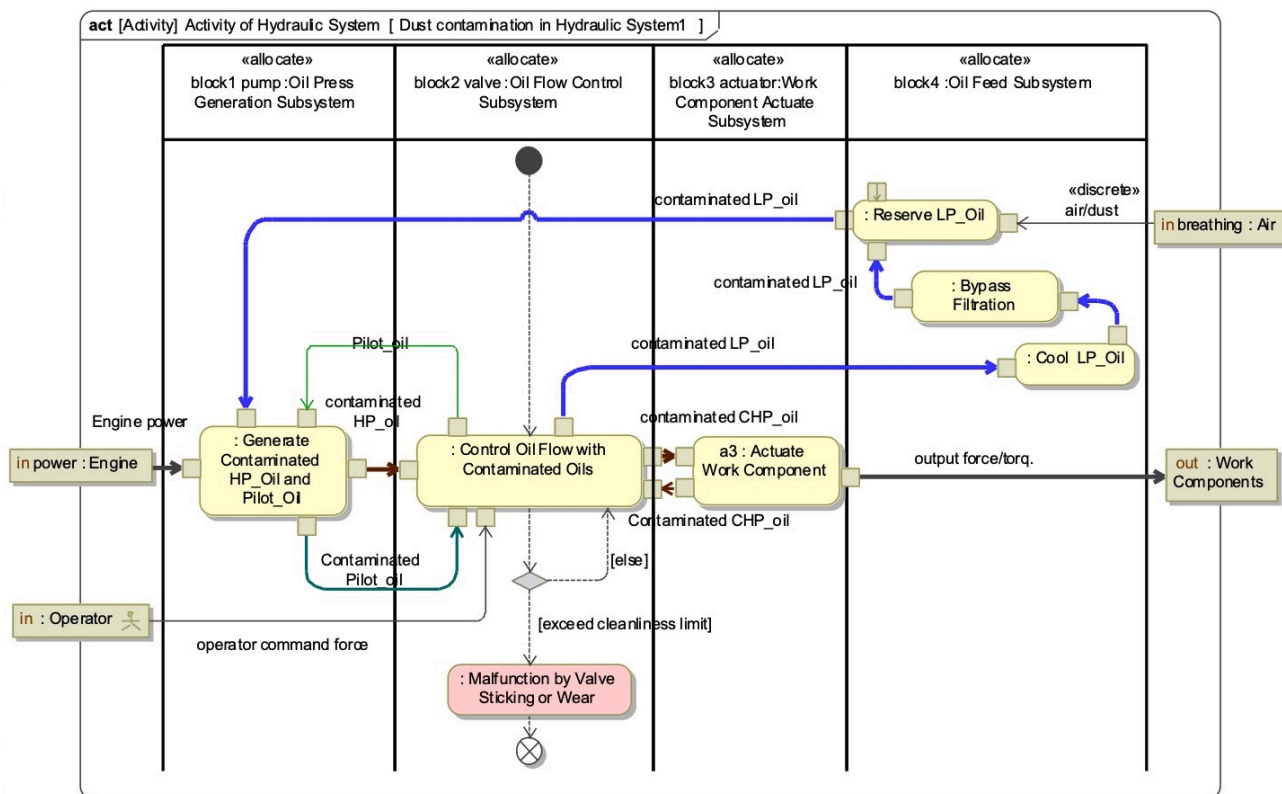 act [Activity] Activity of Hydraulic System [ Dust contamination in Hydraulic System1 ]
«allocate»
block1 pump :Oil Press
Generation Subsystem
«allocate»
block2 valve : Oil Flow Control
Subsystem
«allocate»
block3 actuator:Work
Component Actuate
Subsystem
«allocate»
block4 :Oil Feed Subsystem
contaminated LP_oil
: Reserve LP_Oil
«discrete»
air/dust
in breathing : Air
contaminated LP_oil
: Bypass
Filtration
Pilot_oil
contaminated LP_oil
: Cool LP_Oil
Engine power
contaminated
HP_oil
contaminated CHP_oil
in power : Engine
: Generate
Contaminated
HP_Oil and
Pilot_Oil
: Control Oil Flow with
Contaminated Oils
a3 : Actuate
Work Component
output force/torq.
out : Work
Components
Contaminated CHP_oil
Contaminated
Pilot_oil
[else]
in : Operator
operator command force
[exceed cleanliness limit]
: Malfunction by Valve
Sticking or Wear